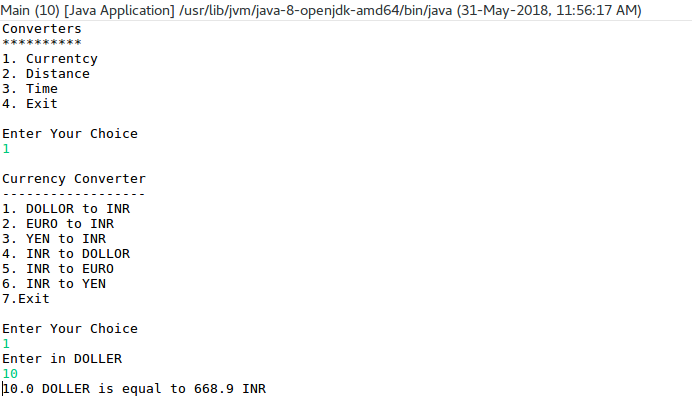 Main (10) [Java Application] /usr/lib/jvm/java-8-openjdk-amd64/bin/java (31-May-2018, 11:56:17 AM)
Converters
**********
1. Currentcy
2. Distance
3. Time
4. Exit
Enter Your Choice
1
Currency Converter
------------------
1. DOLLOR to INR
2. EURO to INR
3. YEN to INR
4. INR to DOLLOR
5. INR to EURO
6. INR to YEN
7.Exit
Enter Your Choice
1
Enter in DOLLER
10
10.0 DOLLER is equal to 668.9 INR